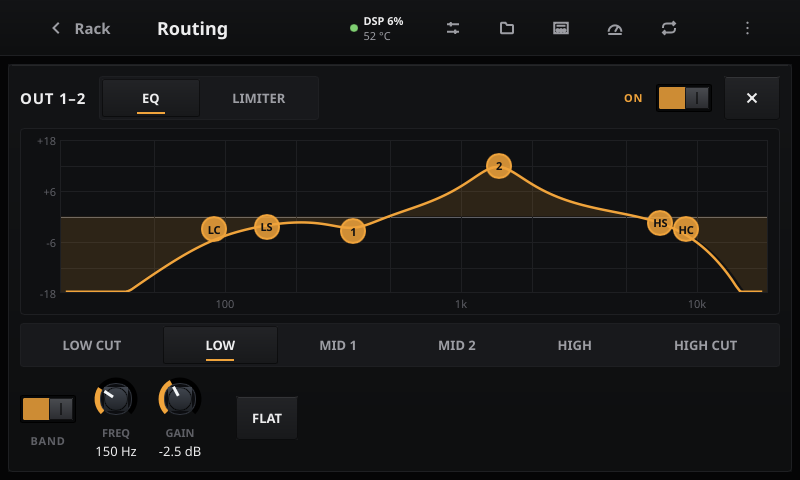 Rack
Routing
DSP 6%
52 °C
OUT 1–2
EQ
LIMITER
ON
✕
+18
+6
-6
-18
LC
LS
1
2
HS
HC
100
1k
10k
LOW CUT
LOW
MID 1
MID 2
HIGH
HIGH CUT
BAND
FREQ
150 Hz
GAIN
-2.5 dB
FLAT